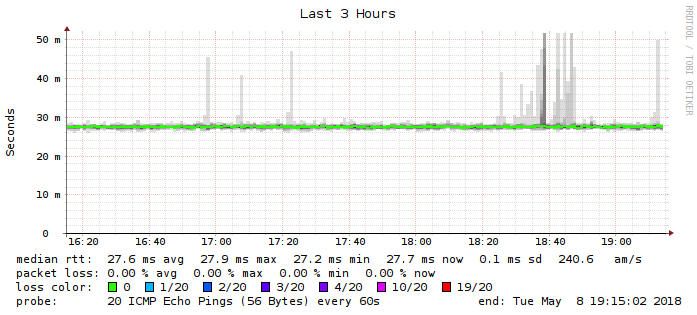 Last 3 Hours
RRDTOOL / TOBI OETIKER
Seconds
50 m
40 m
30 m
20 m
10 m
0
16:20 16:40 17:00 17:20 17:40 18:00 18:20 18:40 19:00
median rtt: 27.6 ms avg 27.9 ms max 27.2 ms min 27.7 ms now 0.1 ms sd 240.6 am/s
packet loss: 0.00 % avg 0.00 % max 0.00 % min 0.00 % now
loss color: 0 1/20 2/20 3/20 4/20 10/20 19/20
probe: 20 ICMP Echo Pings (56 Bytes) every 60s end: Tue May 8 19:15:02 2018